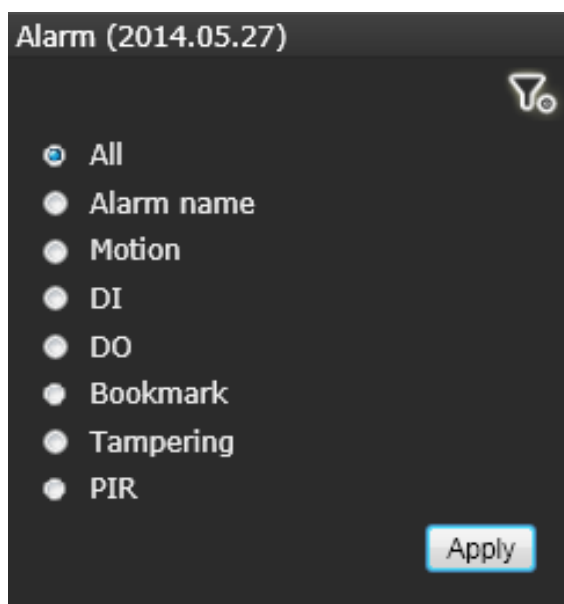 Alarm (2014.05.27)
All
Alarm name
Motion
DI
DO
Bookmark
Tampering
PIR
Apply